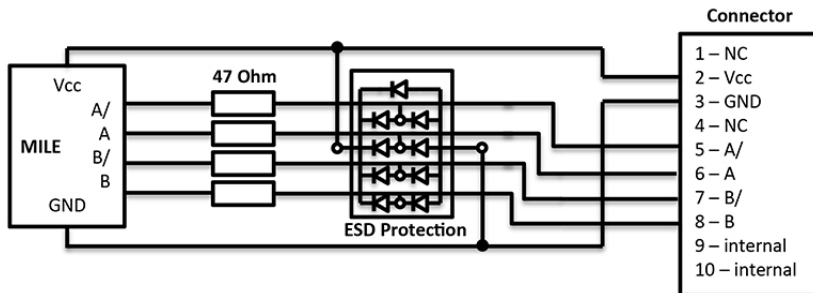 Connector
1 – NC
2 – Vcc
3 – GND
4 – NC
5 – A/
6 – A
7 – B/
8 – B
9 – internal
10 – internal
47 Ohm
Vcc
A/
A
MILE
B/
B
GND
ESD Protection